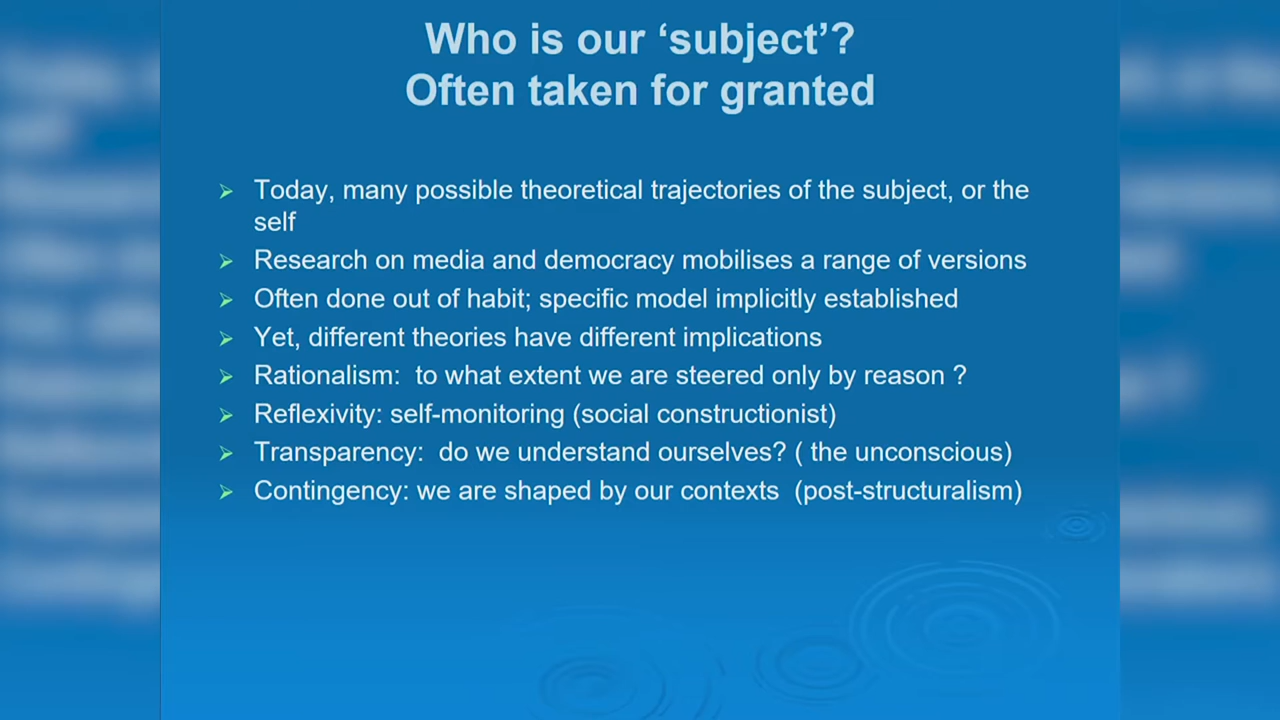 Who is our ‘subject’?
Often taken for granted
Today, many possible theoretical trajectories of the subject, or the
self
Research on media and democracy mobilises a range of versions
Often done out of habit; specific model implicitly established
Yet, different theories have different implications
Rationalism:  to what extent we are steered only by reason ?
Reflexivity: self-monitoring (social constructionist)
Transparency:  do we understand ourselves? ( the unconscious)
Contingency: we are shaped by our contexts  (post-structuralism)